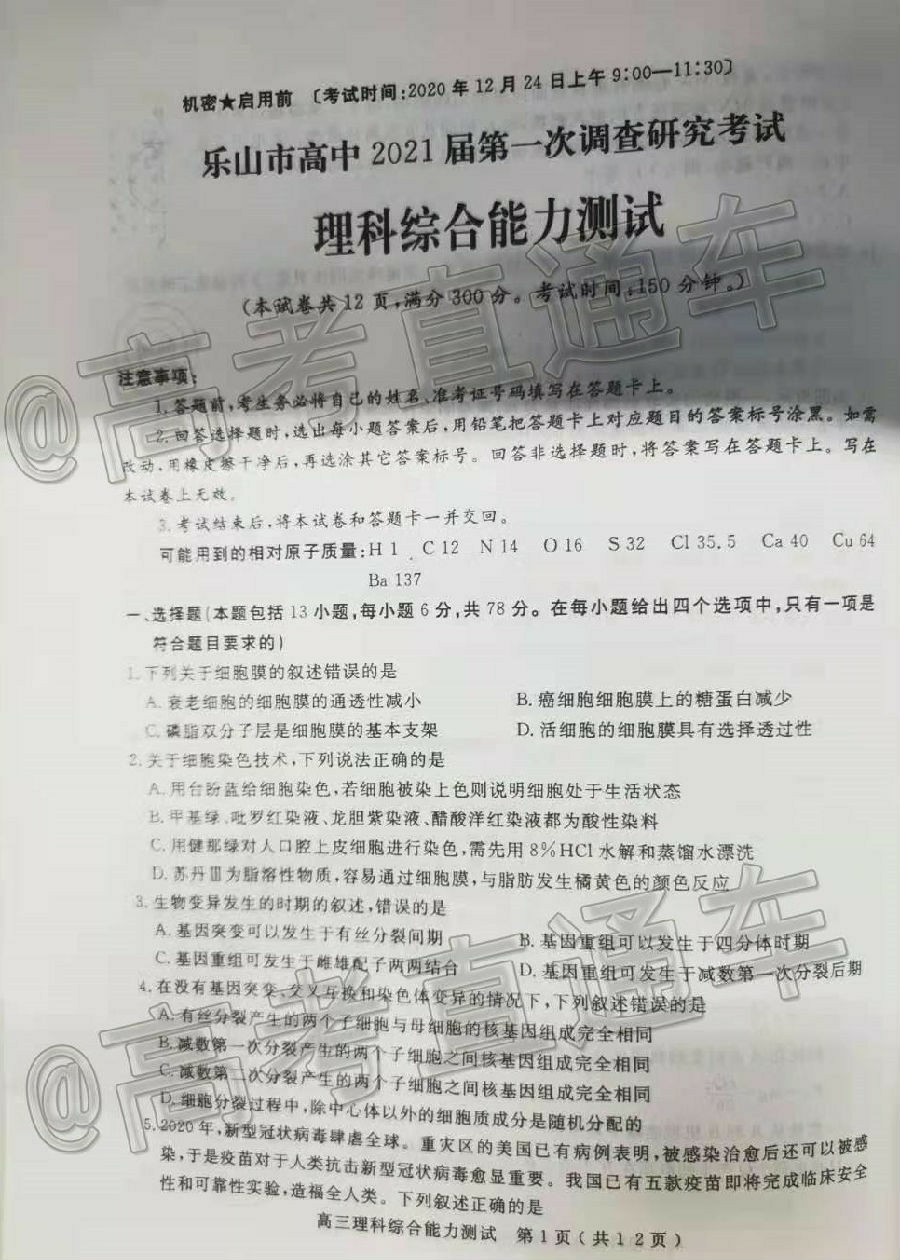 机密★启用前 〔考试时间:2020年12月24日上午9:00—11:30〕
乐山市高中2021届第一次调查研究考试
理科综合能力测试
(本试卷共12页,满分300分。考试时间:150分钟。)
注意事项:
1.答题前,考生务必将自己的姓名、准考证号码填写在答题卡上。
2.回答选择题时,选出每小题答案后,用铅笔把答题卡上对应题目的答案标号涂黑。如需
改动,用橡皮擦干净后,再选涂其它答案标号。回答非选择题时,将答案写在答题卡上。写在
本试卷上无效。
3.考试结束后,将本试卷和答题卡一并交回。
可能用到的相对原子质量:H 1 C 12 N 14 O 16 S 32 Cl 35.5 Ca 40 Cu 64
Ba 137
一、选择题(本题包括13小题,每小题6分,共78分。在每小题给出四个选项中,只有一项是
符合题目要求的)
1.下列关于细胞膜的叙述错误的是
A.衰老细胞的细胞膜的通透性减小 B.癌细胞细胞膜上的糖蛋白减少
C.磷脂双分子层是细胞膜的基本支架 D.活细胞的细胞膜具有选择透过性
2.关于细胞染色技术,下列说法正确的是
A.用台盼蓝给细胞染色,若细胞被染上色则说明细胞处于生活状态
B.甲基绿、吡罗红染液、龙胆紫染液、醋酸洋红染液都为酸性染料
C.用健那绿对人口腔上皮细胞进行染色,需先用8%HCl水解和蒸馏水漂洗
D.苏丹Ⅲ为脂溶性物质,容易通过细胞膜,与脂肪发生橘黄色的颜色反应
3.生物变异发生的时期的叙述,错误的是
A.基因突变可以发生于有丝分裂间期 B.基因重组可以发生于四分体时期
C.基因重组可发生于雌雄配子两两结合 D.基因重组可发生于减数第一次分裂后期
4.在没有基因突变、交叉互换和染色体变异的情况下,下列叙述错误的是
A.有丝分裂产生的两个子细胞与母细胞的核基因组成完全相同
B.减数第一次分裂产生的两个子细胞之间核基因组成完全相同
C.减数第二次分裂产生的两个子细胞之间核基因组成完全相同
D.细胞分裂过程中,除中心体以外的细胞质成分是随机分配的
5.2020年,新型冠状病毒肆虐全球。重灾区的美国已有病例表明,被感染治愈后还可以被感
染,于是疫苗对于人类抗击新型冠状病毒愈显重要。我国已有五款疫苗即将完成临床安全
性和可靠性实验,造福全人类。下列叙述正确的是
高三理科综合能力测试 第1页(共12页)
@高考直通车
@高考直通车